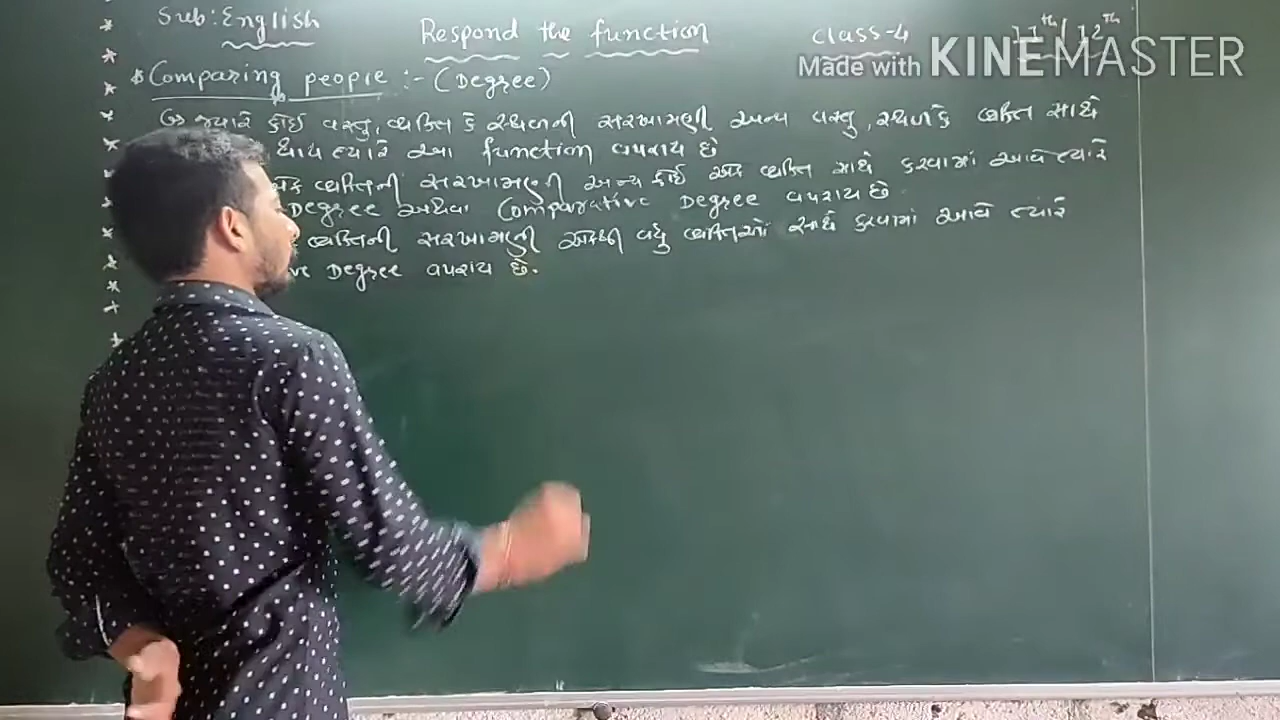 Sub: English Respond the function class-4 11th/12th
Made with KINEMASTER
* Comparing people :- (Degree)
જ્યારે કોઈ વસ્તુ, વ્યક્તિ કે સ્થળની સરખામણી અન્ય વસ્તુ, સ્થળ કે વ્યક્તિ સાથે
થાય ત્યારે આ function વપરાય છે
એક વ્યક્તિની સરખામણી અન્ય કોઈ એક વ્યક્તિ સાથે કરવામાં આવે ત્યારે
Degree અથવા Comparative Degree વપરાય છે.
વ્યક્તિની સરખામણી એકથી વધુ વ્યક્તિઓ સાથે કરવામાં આવે ત્યારે
ve Degree વપરાય છે.